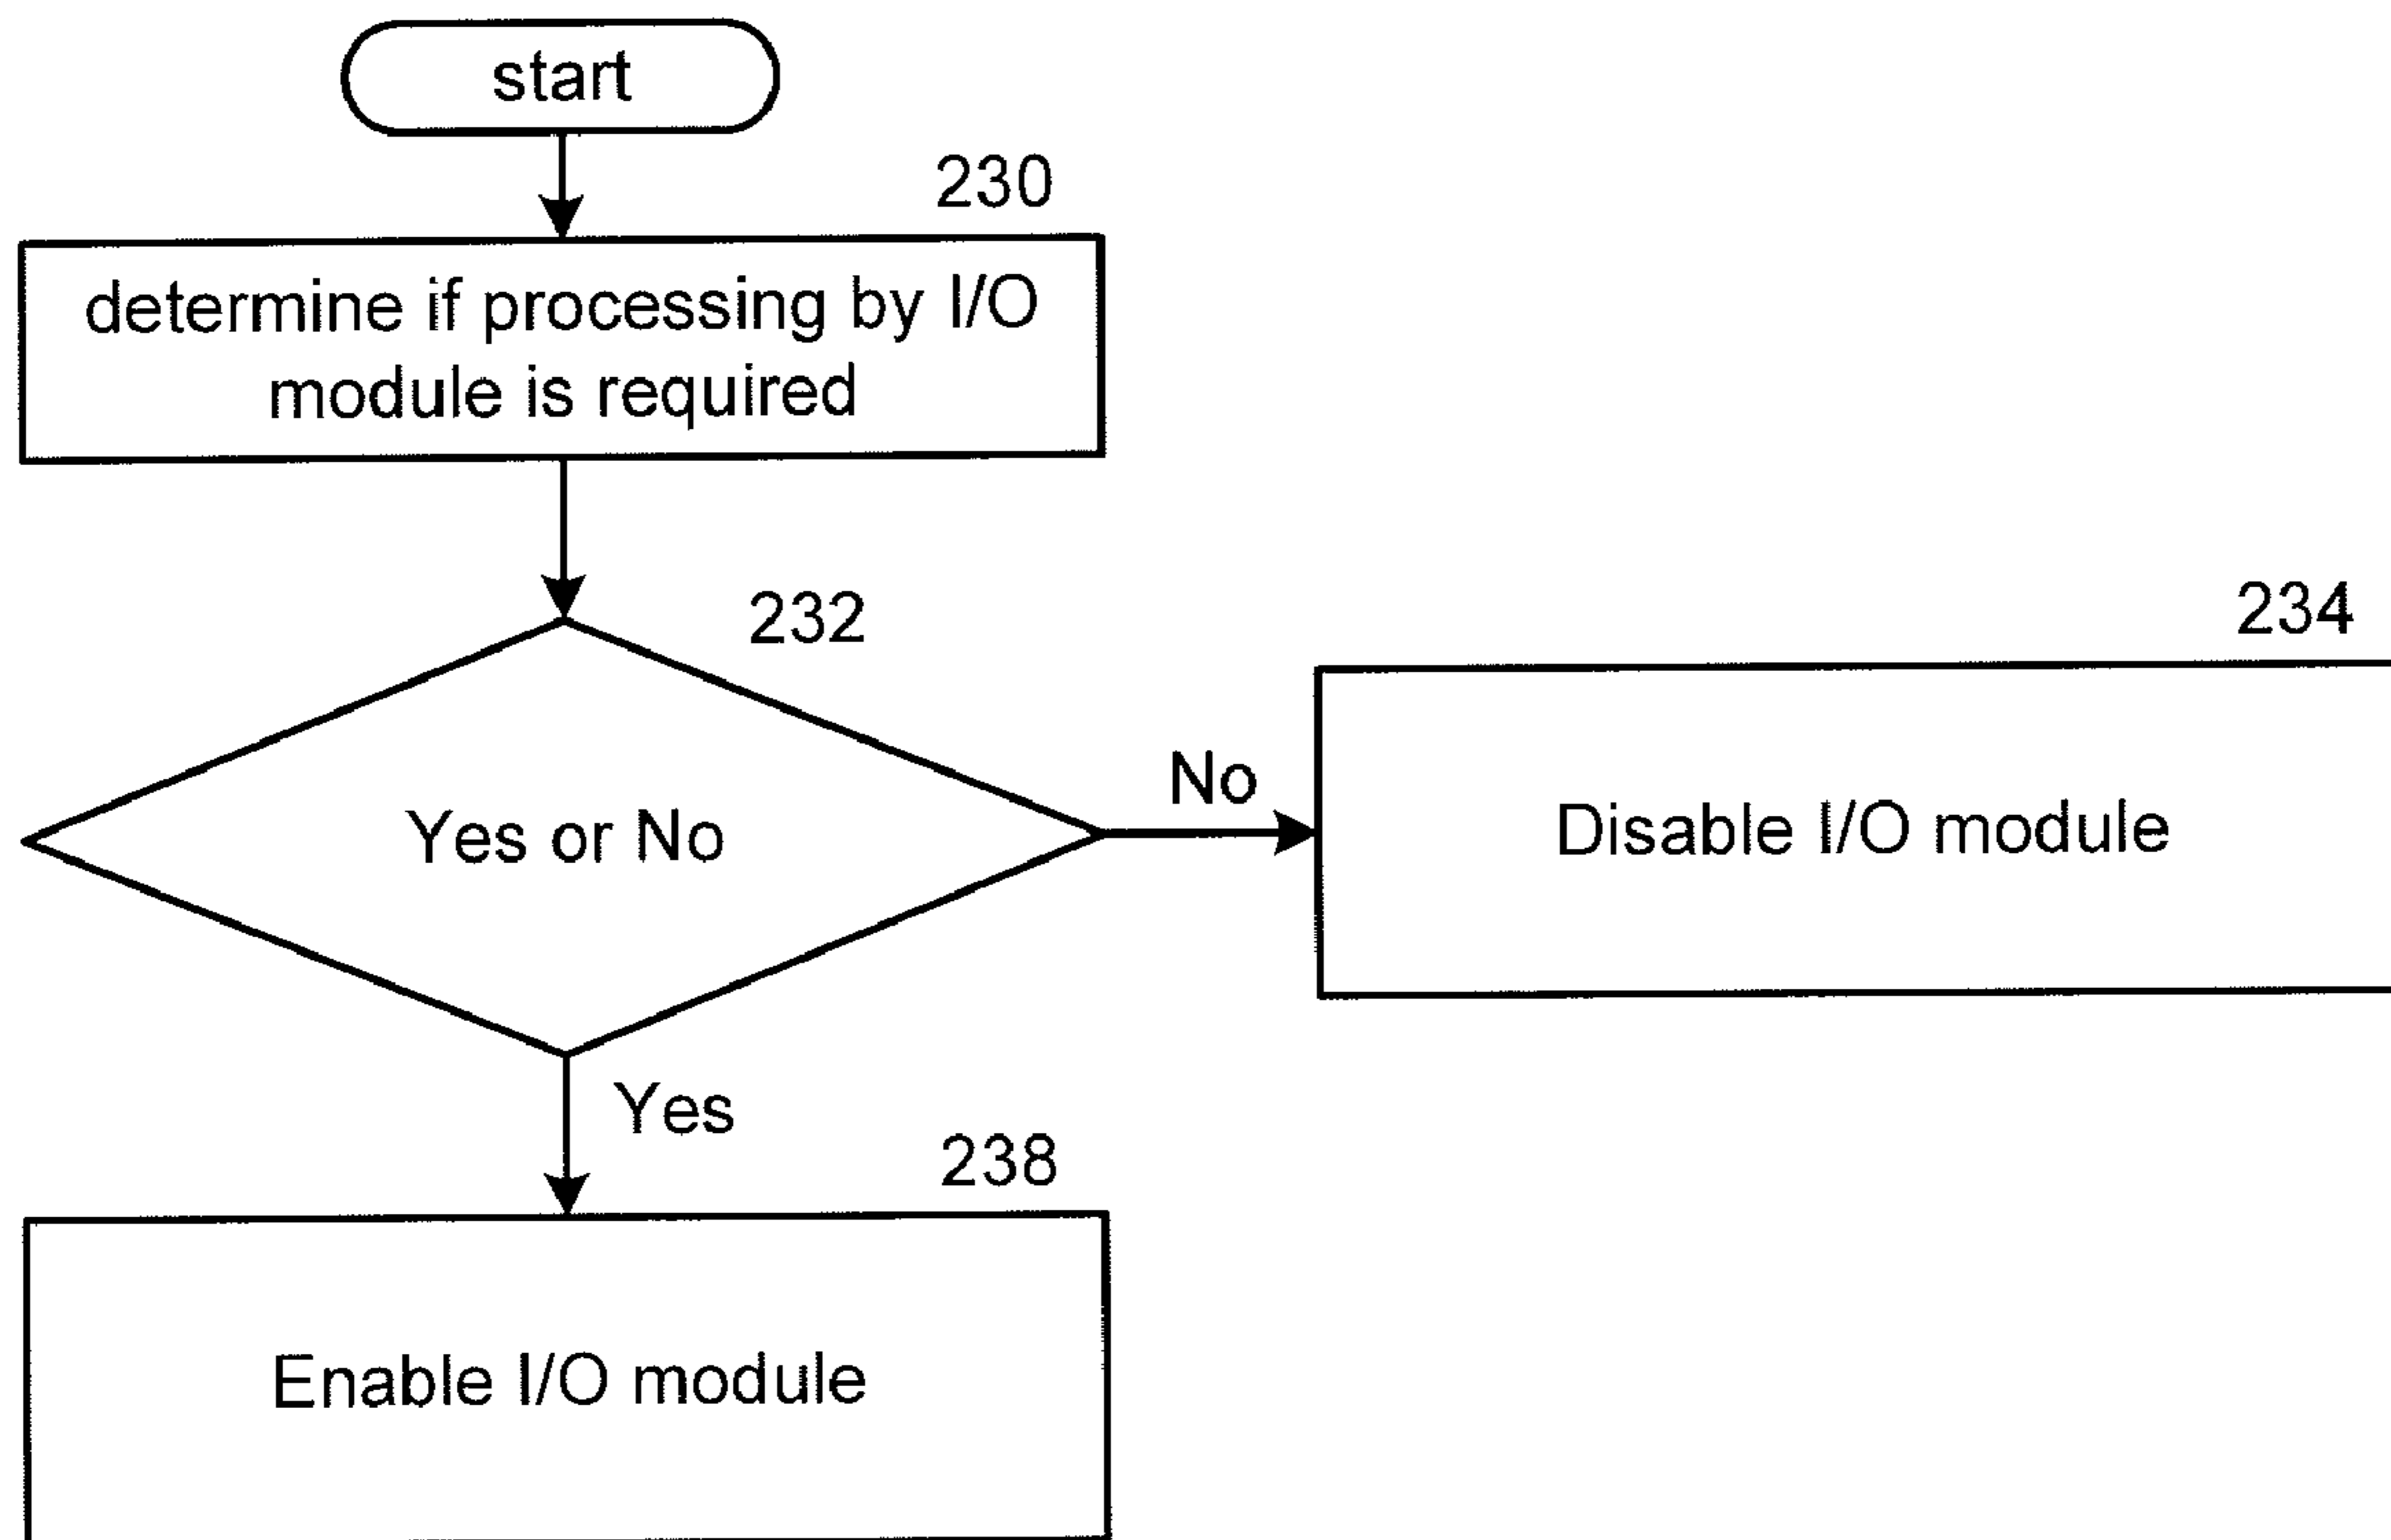 start
230
determine if processing by I/O
module is required
232
Yes or No
No
234
Disable I/O module
Yes
238
Enable I/O module